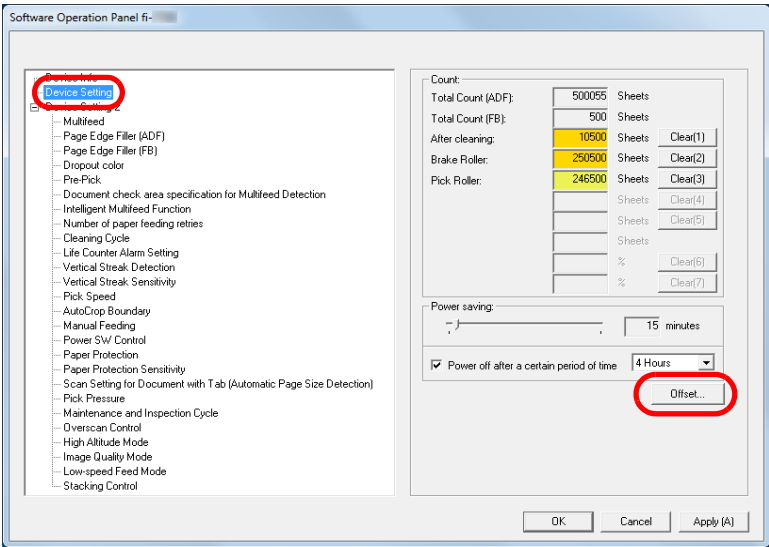 Software Operation Panel fi-
Device Info
Device Setting
Device Setting 2
Multifeed
Page Edge Filler (ADF)
Page Edge Filler (FB)
Dropout color
Pre-Pick
Document check area specification for Multifeed Detection
Intelligent Multifeed Function
Number of paper feeding retries
Cleaning Cycle
Life Counter Alarm Setting
Vertical Streak Detection
Vertical Streak Sensitivity
Pick Speed
AutoCrop Boundary
Manual Feeding
Power SW Control
Paper Protection
Paper Protection Sensitivity
Scan Setting for Document with Tab (Automatic Page Size Detection)
Pick Pressure
Maintenance and Inspection Cycle
Overscan Control
High Altitude Mode
Image Quality Mode
Low-speed Feed Mode
Stacking Control
Count:
Total Count (ADF): 500055 Sheets
Total Count (FB): 500 Sheets
After cleaning: 10500 Sheets Clear(1)
Brake Roller: 250500 Sheets Clear(2)
Pick Roller: 246500 Sheets Clear(3)
Sheets Clear(4)
Sheets Clear(5)
Sheets
% Clear(6)
% Clear(7)
Power saving:
15 minutes
Power off after a certain period of time 4 Hours
Offset...
OK Cancel Apply (A)